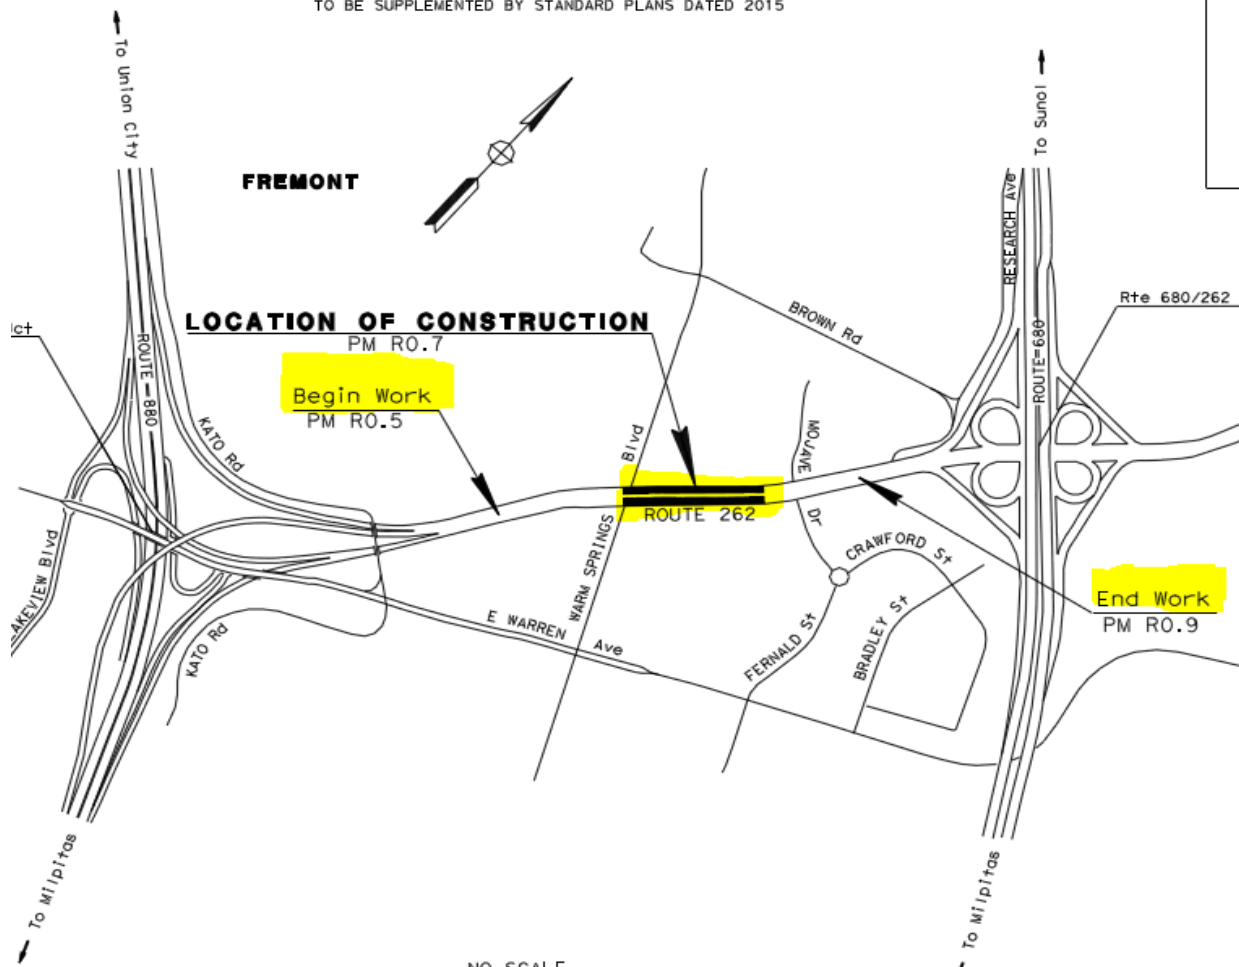 TO BE SUPPLEMENTED BY STANDARD PLANS DATED 2015
To Union City
To Sunol
FREMONT
RESEARCH Ave
Rte 680/262
BROWN Rd
LOCATION OF CONSTRUCTION
PM R0.7
ROUTE-880
ROUTE-680
Begin Work
PM R0.5
KATO Rd
WARM SPRINGS Blvd
MOJAVE Dr
ROUTE 262
CRAWFORD St
LAKEVIEW Blvd
End Work
PM R0.9
E WARREN Ave
FERNALD St
BRADLEY St
KATO Rd
To Milpitas
To Milpitas
NO SCALE